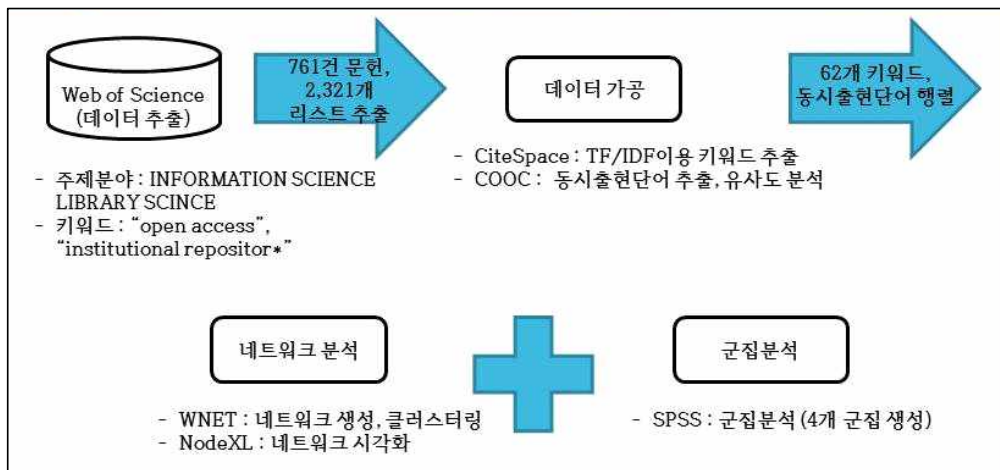 Web of Science
(데이터 추출)
761건 문헌,
2,321개
리스트 추출
데이터 가공
62개 키워드,
동시출현단어 행렬
- 주제분야 : INFORMATION SCIENCE
LIBRARY SCINCE
- 키워드 : “open access”,
“institutional repositor*”
- CiteSpace : TF/IDF이용 키워드 추출
- COOC : 동시출현단어 추출, 유사도 분석
네트워크 분석
- WNET : 네트워크 생성, 클러스터링
- NodeXL : 네트워크 시각화
군집분석
- SPSS : 군집분석 (4개 군집 생성)